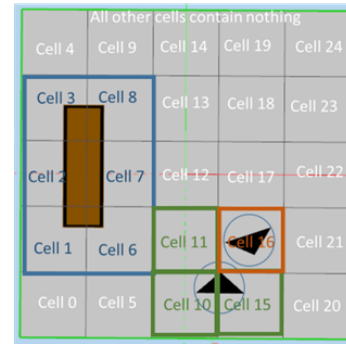 All other cells contain nothing
Cell 4 Cell 9 Cell 14 Cell 19 Cell 24
Cell 3 Cell 8 Cell 13 Cell 18 Cell 23
Cell 2 Cell 7 Cell 12 Cell 17 Cell 22
Cell 1 Cell 6 Cell 11 Cell 16 Cell 21
Cell 0 Cell 5 Cell 10 Cell 15 Cell 20